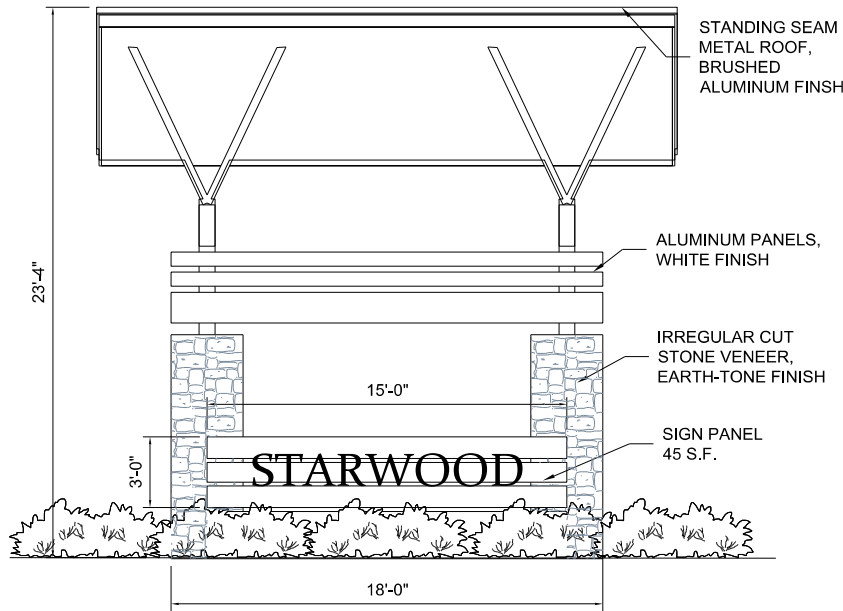 STANDING SEAM
METAL ROOF,
BRUSHED
ALUMINUM FINSH
23'-4"
ALUMINUM PANELS,
WHITE FINISH
IRREGULAR CUT
STONE VENEER,
EARTH-TONE FINISH
15'-0"
SIGN PANEL
45 S.F.
3'-0"
STARWOOD
18'-0"